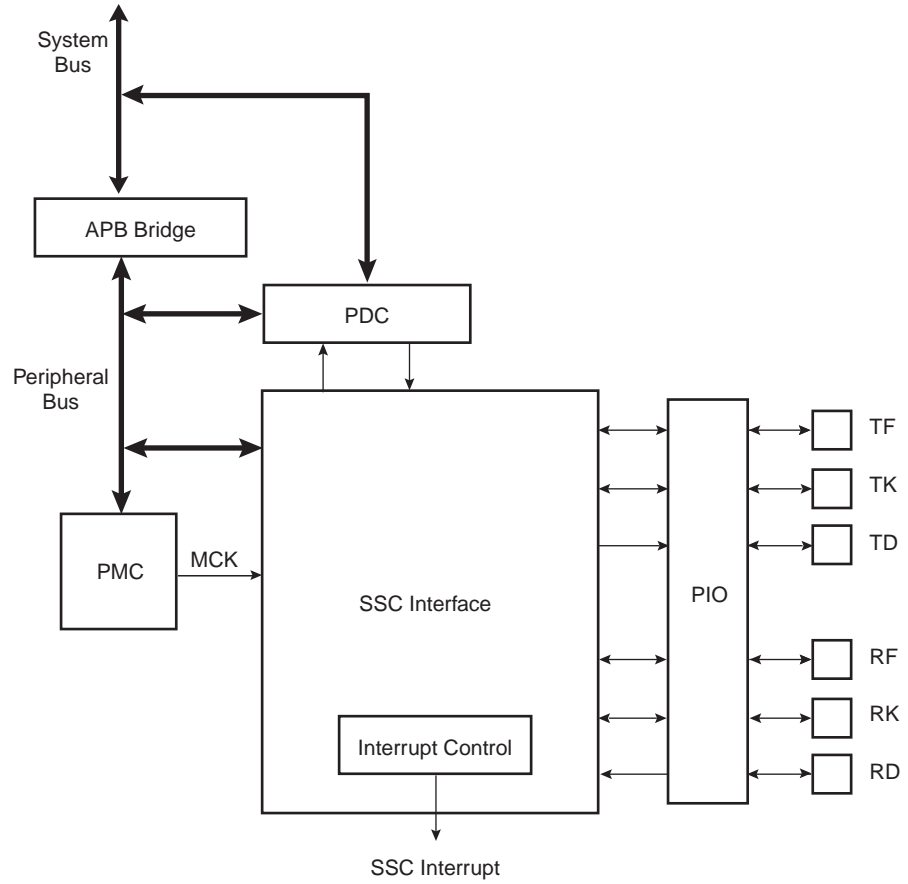 System
Bus
APB Bridge
PDC
Peripheral
Bus
PMC
MCK
SSC Interface
Interrupt Control
SSC Interrupt
PIO
TF
TK
TD
RF
RK
RD